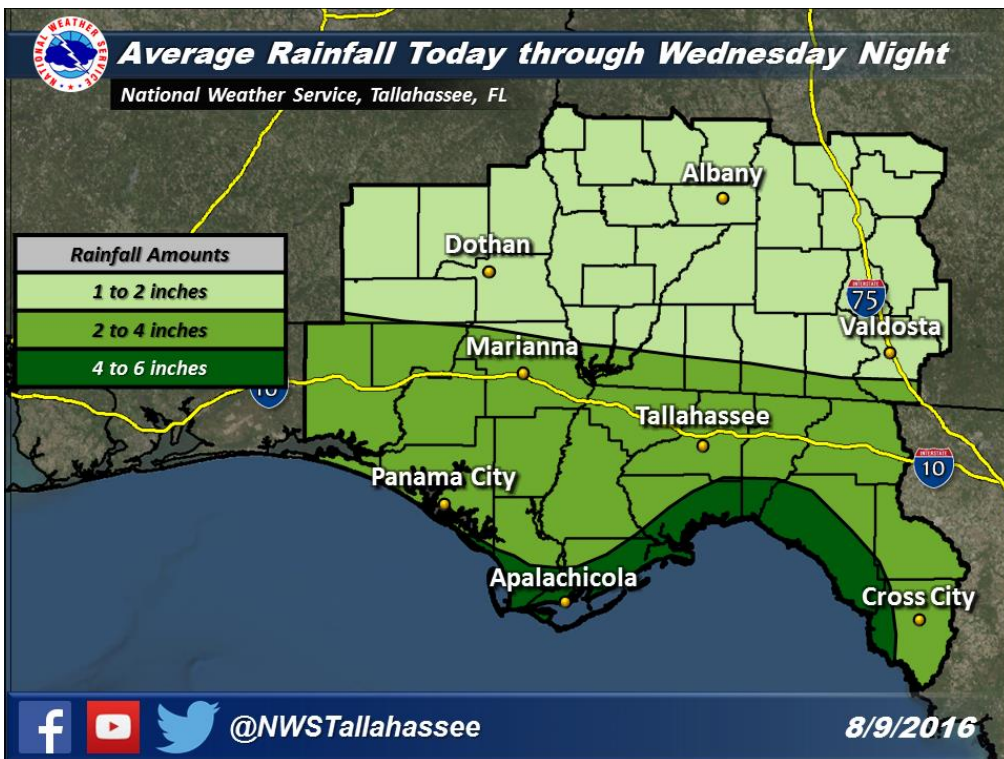 NATIONAL WEATHER SERVICE
Average Rainfall Today through Wednesday Night
National Weather Service, Tallahassee, FL
Albany
Dothan
Rainfall Amounts
1 to 2 inches
2 to 4 inches
4 to 6 inches
INTERSTATE
75
Valdosta
Marianna
10
Tallahassee
INTERSTATE
10
Panama City
Apalachicola
Cross City
@NWSTallahassee
8/9/2016